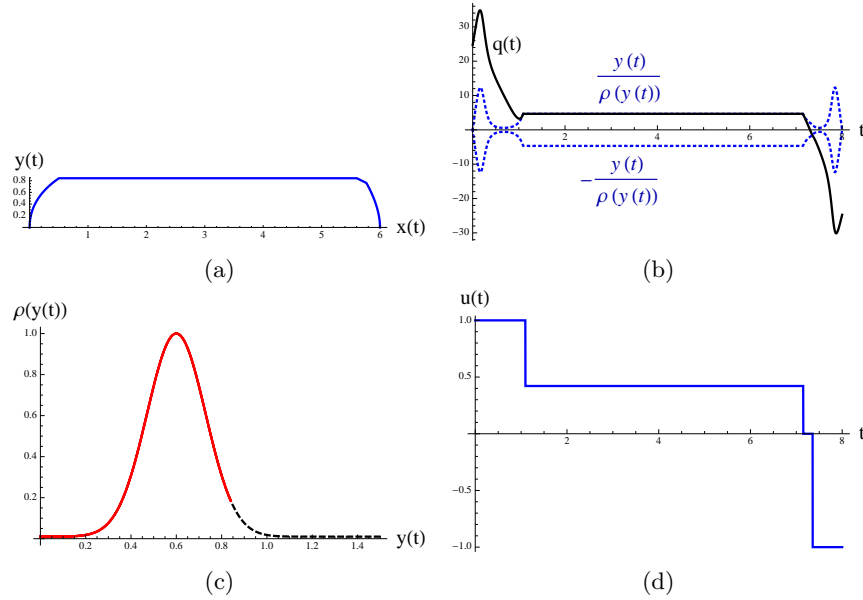 y(t)
0.8
0.6
0.4
0.2
1 2 3 4 5 6
x(t)
(a)
30
20
10
-10
-20
-30
q(t)
y(t)
ρ(y(t))
2 4 6 8
t
-y(t)
ρ(y(t))
(b)
ρ(y(t))
1.0
0.8
0.6
0.4
0.2
0.2 0.4 0.6 0.8 1.0 1.2 1.4
y(t)
(c)
u(t)
1.0
0.5
-0.5
-1.0
2 4 6 8
t
(d)